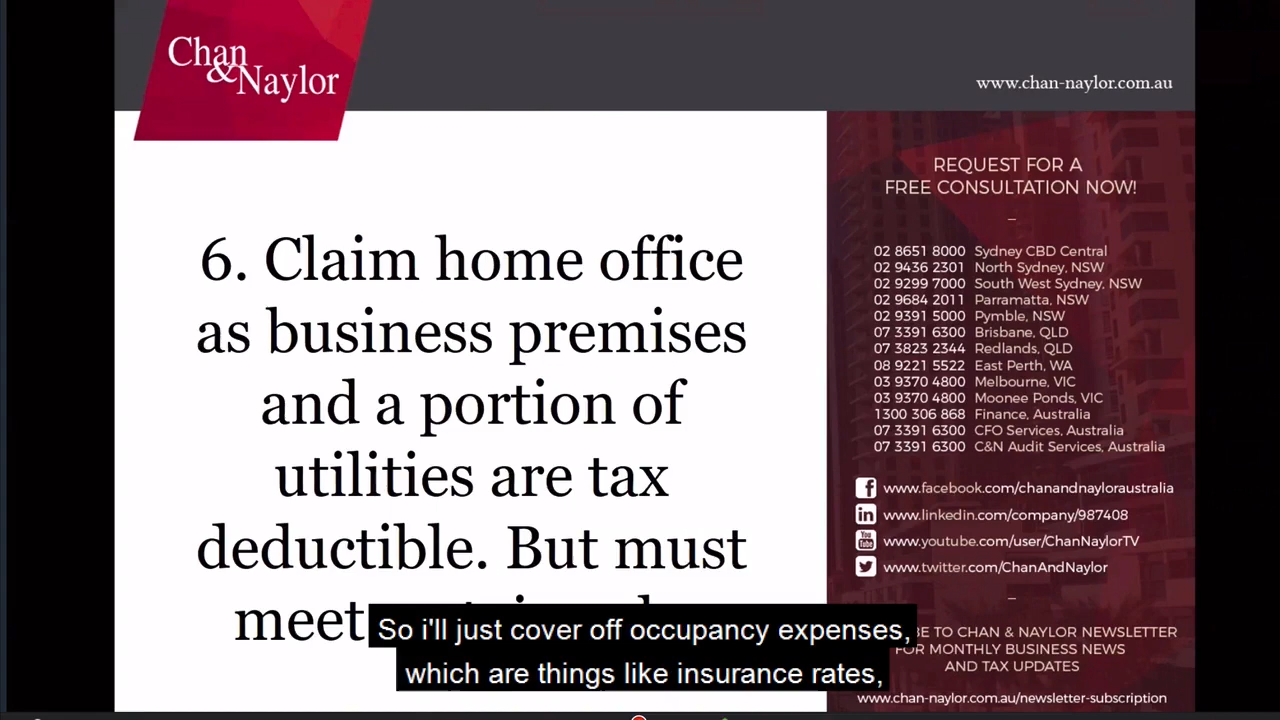 Chan
&Naylor
www.chan-naylor.com.au
6. Claim home office
as business premises
and a portion of
utilities are tax
deductible. But must
meet
REQUEST FOR A
FREE CONSULTATION NOW!
02 8651 8000 Sydney CBD Central
02 9436 2301 North Sydney, NSW
02 9299 7000 South West Sydney, NSW
02 9684 2011 Parramatta, NSW
02 9391 5000 Pymble, NSW
07 3391 6300 Brisbane, QLD
07 3823 2344 Redlands, QLD
08 9221 5522 East Perth, WA
03 9370 4800 Melbourne, VIC
03 9370 4800 Moonee Ponds, VIC
1300 306 868 Finance, Australia
07 3391 6300 CFO Services, Australia
07 3391 6300 C&N Audit Services, Australia
www.facebook.com/chanandnayloraustralia
www.linkedin.com/company/987408
You Tube www.youtube.com/user/ChanNaylorTV
www.twitter.com/ChanAndNaylor
TO CHAN & NAYLOR NEWSLETTER
FOR MONTHLY BUSINESS NEWS
AND TAX UPDATES
www.chan-naylor.com.au/newsletter-subscription
So i'll just cover off occupancy expenses,
which are things like insurance rates,